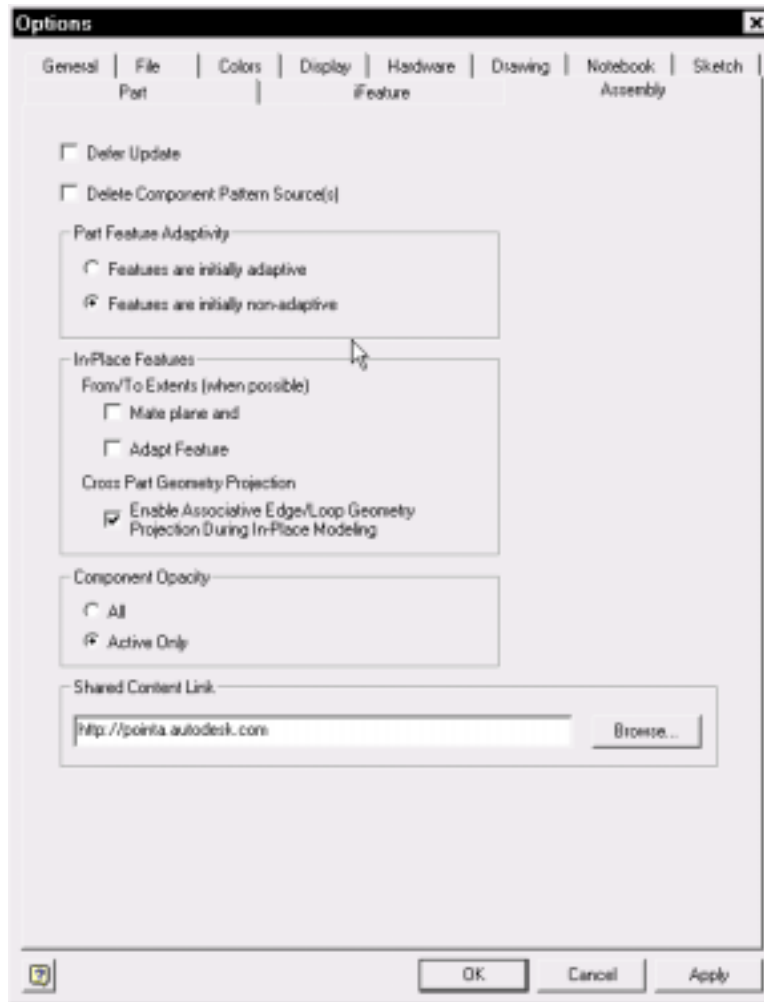 Options
General File Colors Display Hardware Drawing Notebook Sketch
Part iFeature Assembly
Defer Update
Delete Component Pattern Source(s)
Part Feature Adaptivity
Features are initially adaptive
Features are initially non-adaptive
In-Place Features
From/To Extents (when possible)
Mate plane and
Adapt Feature
Cross Part Geometry Projection
Enable Associative Edge/Loop Geometry
Projection During In-Place Modeling
Component Opacity
All
Active Only
Shared Content Link
http://pointa.autodesk.com Browse...
OK Cancel Apply